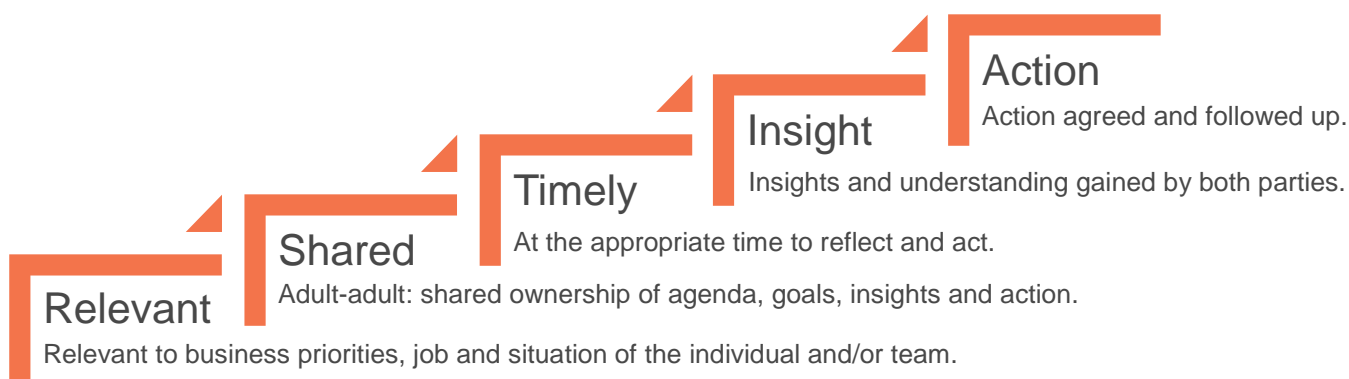 Relevant
Relevant to business priorities, job and situation of the individual and/or team.
Shared
Adult-adult: shared ownership of agenda, goals, insights and action.
Timely
At the appropriate time to reflect and act.
Insight
Insights and understanding gained by both parties.
Action
Action agreed and followed up.